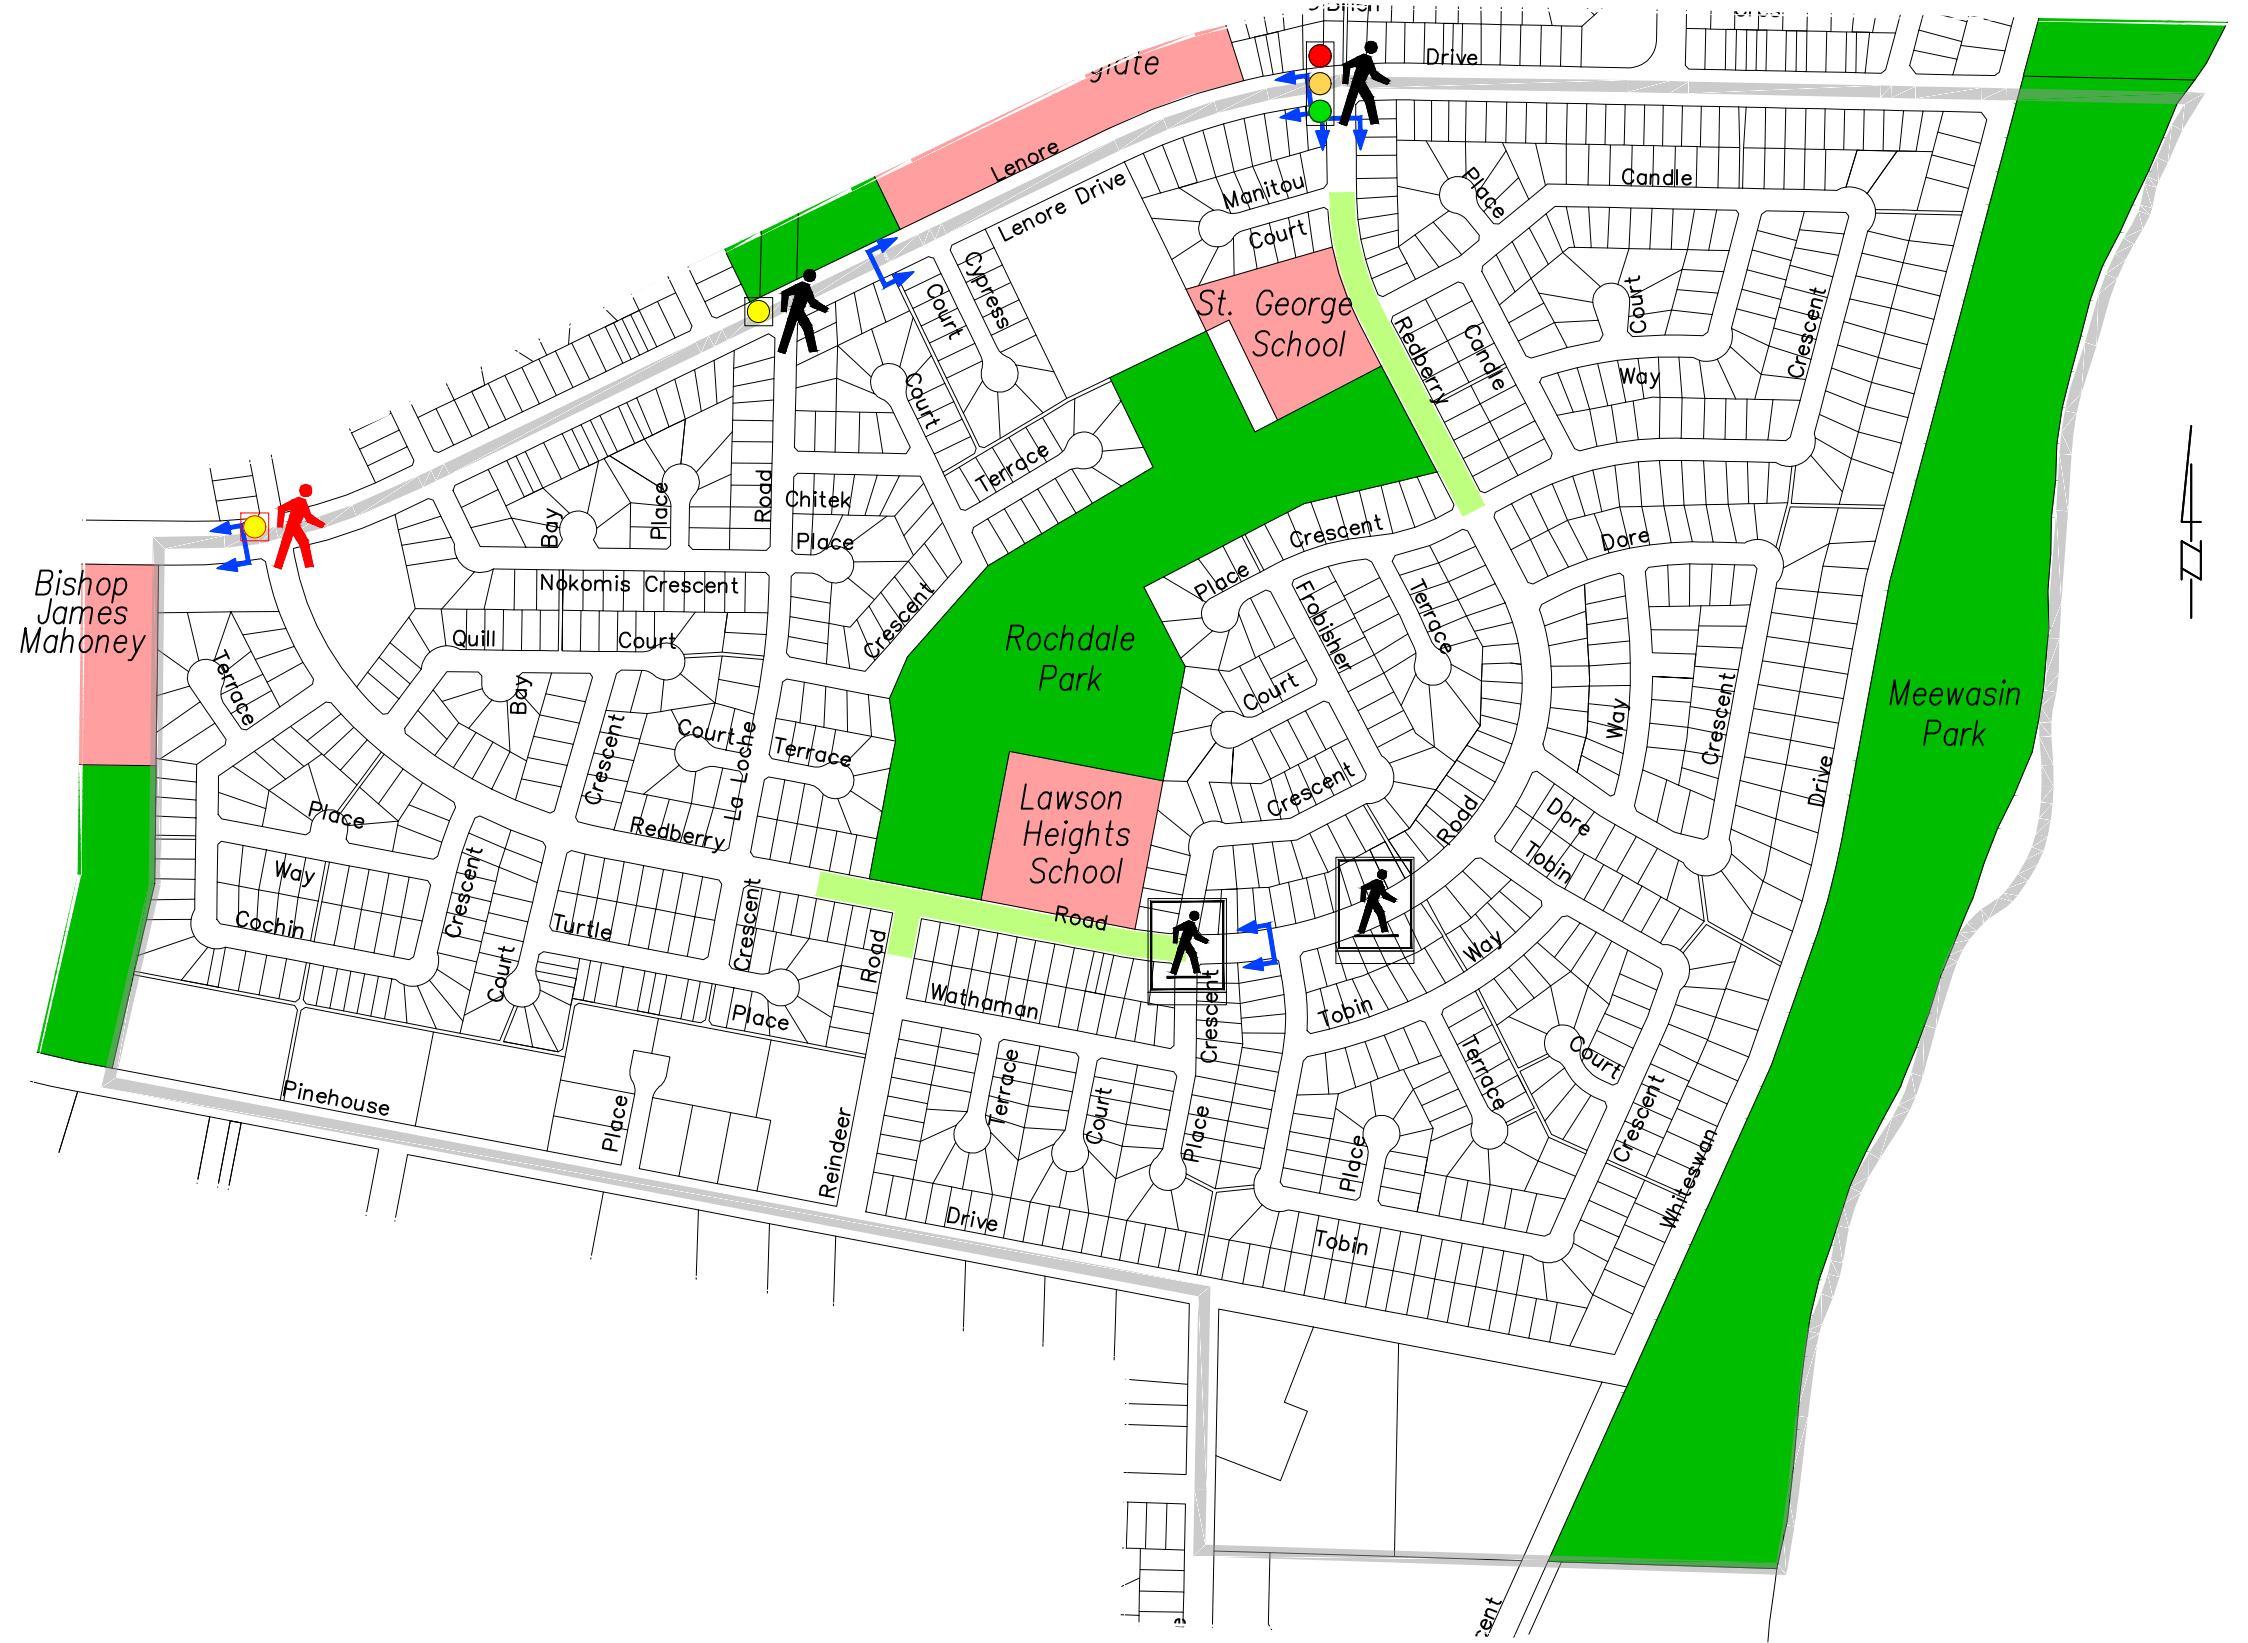 Drive
Lenore
Lenore Drive
Manitou
Court
Place
Candle
St. George
School
Cypress
Court
Court
Redberry
Candle
Court
Way
Crescent
Terrace
Chitek
Place
Road
Place
Bay
Crescent
Dore
Nokomis Crescent
Quill
Court
Crescent
Place
Frobisher
Terrace
Bishop
James
Mahoney
Terrace
Bay
Rochdale
Park
Court
Way
Crescent
Meewasin
Park
Crescent
Court
La Loche
Terrace
Place
Redberry
Lawson
Heights
School
Crescent
Road
Dore
Tobin
Drive
Way
Cochin
Crescent
Turtle
Court
Crescent
Road
Road
Way
Place
Wathaman
Crescent
Tobin
Pinehouse
Place
Reindeer
Terrace
Court
Place
Terrace
Court
Place
Crescent
Whiteswan
Drive
Tobin